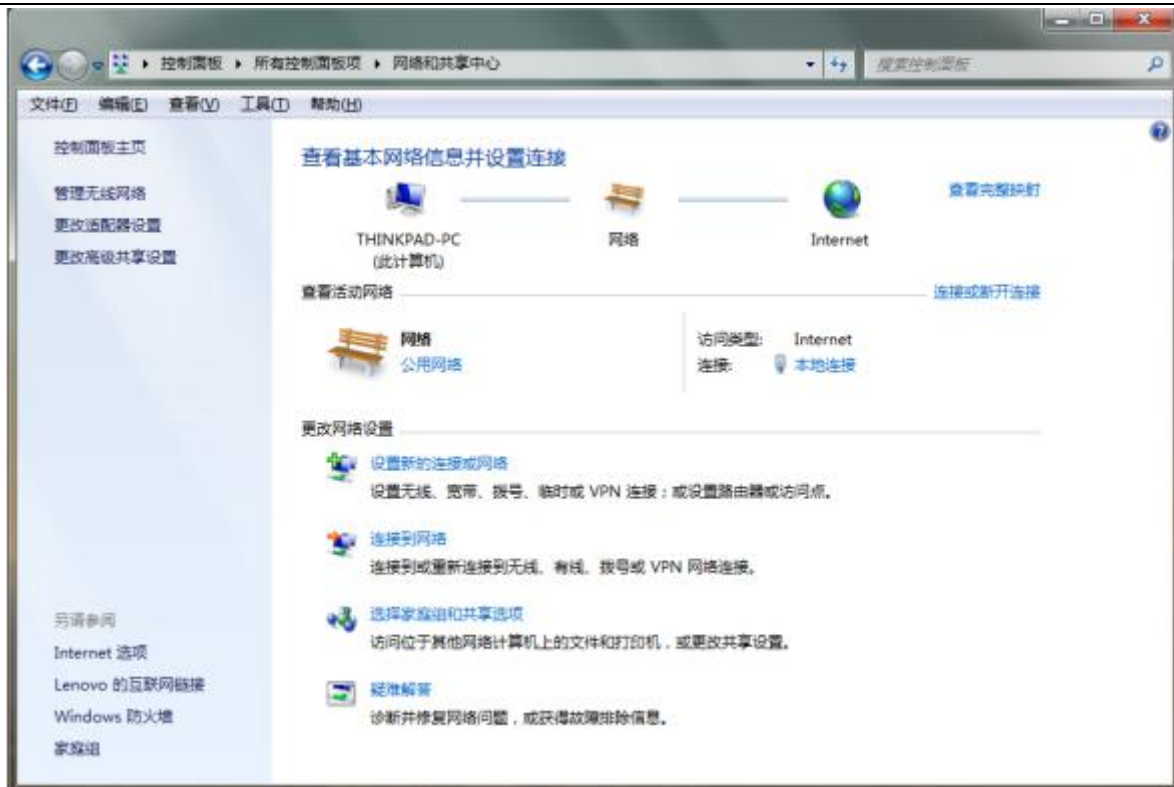 控制面板 ▸ 所有控制面板项 ▸ 网络和共享中心
搜索控制面板
文件(F) 编辑(E) 查看(V) 工具(T) 帮助(H)
控制面板主页
管理无线网络
更改适配器设置
更改高级共享设置
查看基本网络信息并设置连接
查看完整映射
THINKPAD-PC
(此计算机)
网络
Internet
查看活动网络
连接或断开连接
网络
公用网络
访问类型: Internet
连接: 本地连接
更改网络设置
设置新的连接或网络
设置无线、宽带、拨号、临时或 VPN 连接；或设置路由器或访问点。
连接到网络
连接到或重新连接到无线、有线、拨号或 VPN 网络连接。
选择家庭组和共享选项
访问位于其他网络计算机上的文件和打印机，或更改共享设置。
疑难解答
诊断并修复网络问题，或获得故障排除信息。
另请参阅
Internet 选项
Lenovo 的互联网链接
Windows 防火墙
家庭组